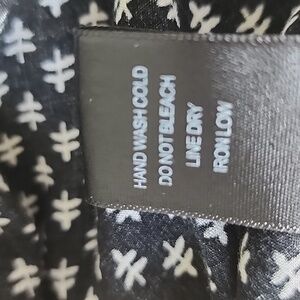 HAND WASH COLD
DO NOT BLEACH
LINE DRY
IRON LOW